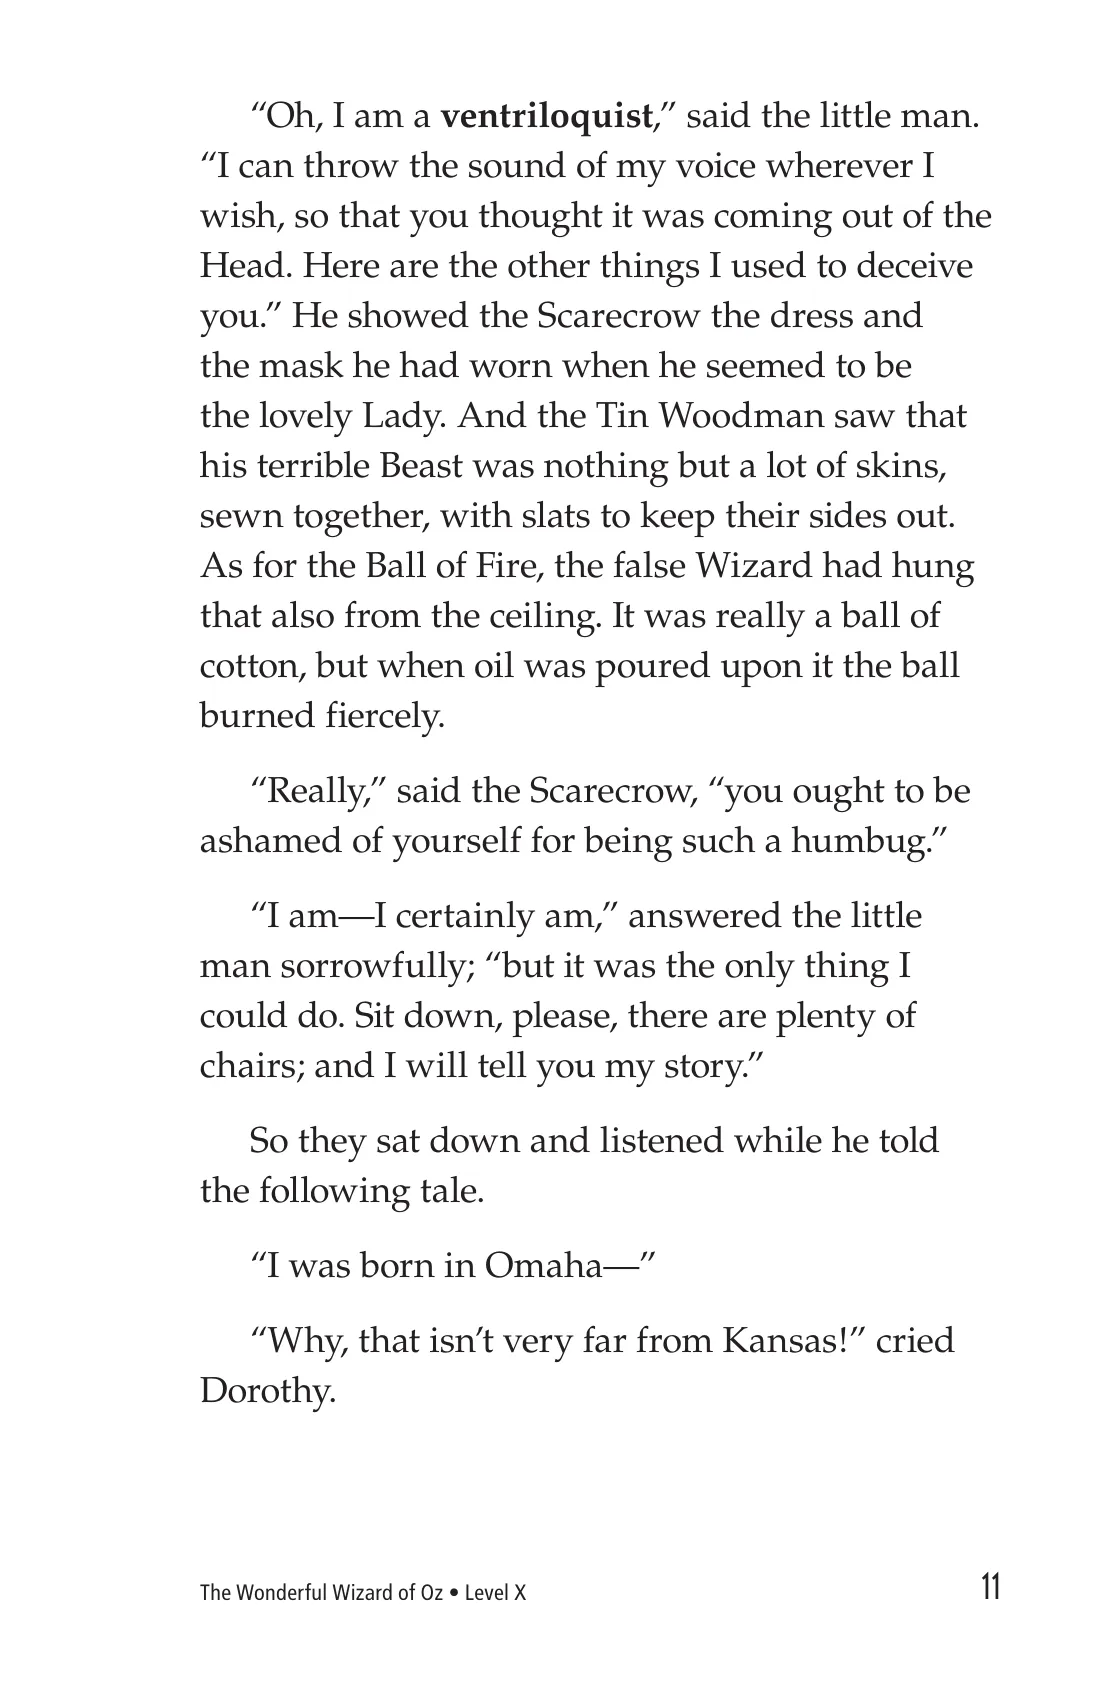 “Oh, I am a ventriloquist,” said the little man.
“I can throw the sound of my voice wherever I
wish, so that you thought it was coming out of the
Head. Here are the other things I used to deceive
you.” He showed the Scarecrow the dress and
the mask he had worn when he seemed to be
the lovely Lady. And the Tin Woodman saw that
his terrible Beast was nothing but a lot of skins,
sewn together, with slats to keep their sides out.
As for the Ball of Fire, the false Wizard had hung
that also from the ceiling. It was really a ball of
cotton, but when oil was poured upon it the ball
burned fiercely.
“Really,” said the Scarecrow, “you ought to be
ashamed of yourself for being such a humbug.”
“I am—I certainly am,” answered the little
man sorrowfully; “but it was the only thing I
could do. Sit down, please, there are plenty of
chairs; and I will tell you my story.”
So they sat down and listened while he told
the following tale.
“I was born in Omaha—”
“Why, that isn’t very far from Kansas!” cried
Dorothy.
The Wonderful Wizard of Oz • Level X 11